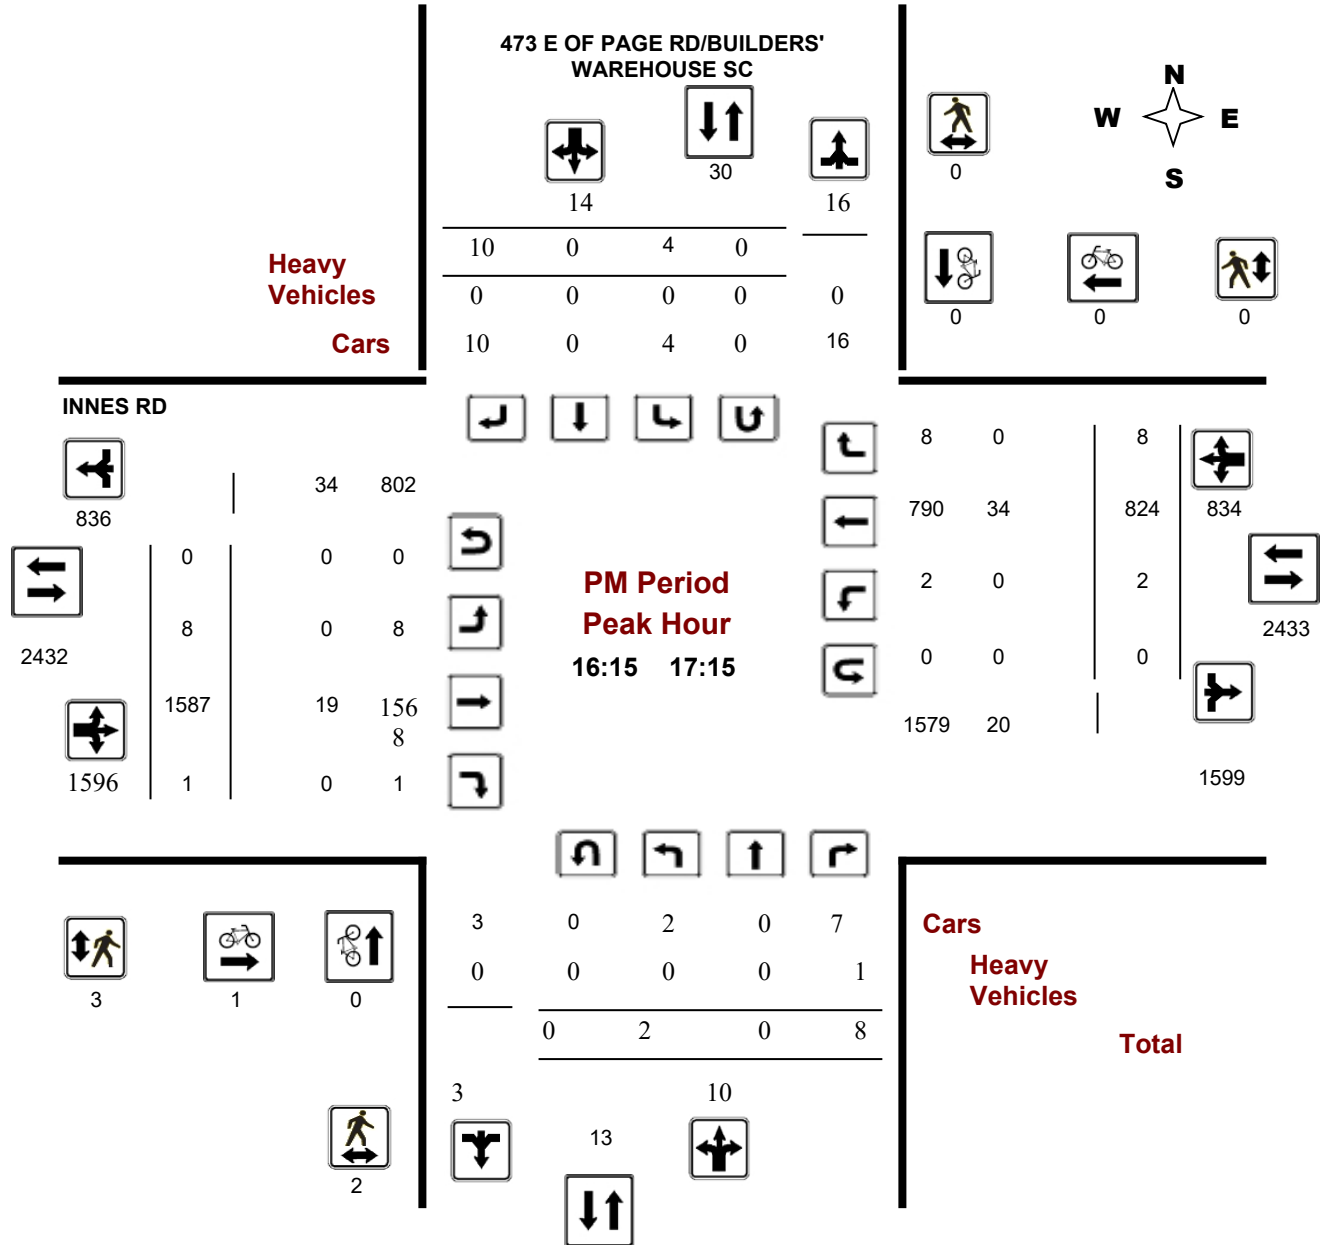 473 E OF PAGE RD/BUILDERS'
WAREHOUSE SC
N
W E
S
30
0
14
16
10 0 4 0
Heavy
Vehicles
0 0 0 0 0
0 0 0
Cars
10 0 4 0 16
INNES RD
8 0 8
34 802
836
790 34 824 834
0 0 0
PM Period
Peak Hour
16:15 17:15
2 0 2
8 0 8
2432
2433
0 0 0
1587 19 156
8
1579 20
1596 1 0 1
1599
3 0 2 0 7
Cars
0 0 0 0 1
Heavy
Vehicles
3 1 0
0 2 0 8
Total
3 10
13
2